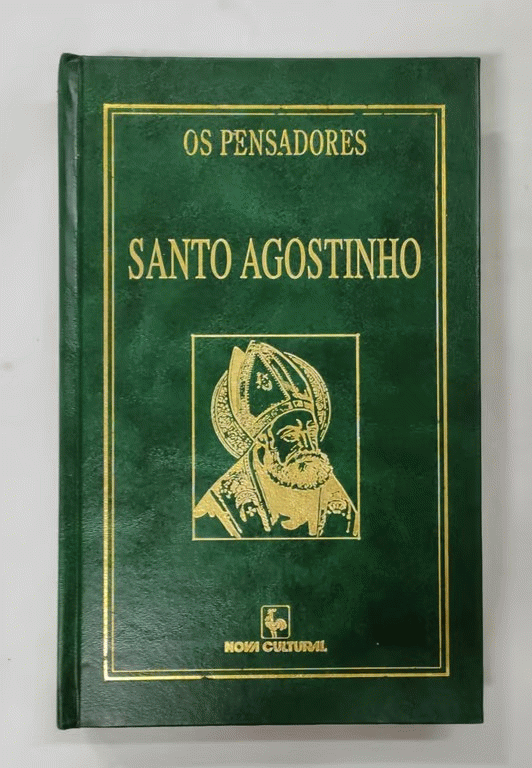 OS PENSADORES
SANTO AGOSTINHO
NOVA CULTURAL